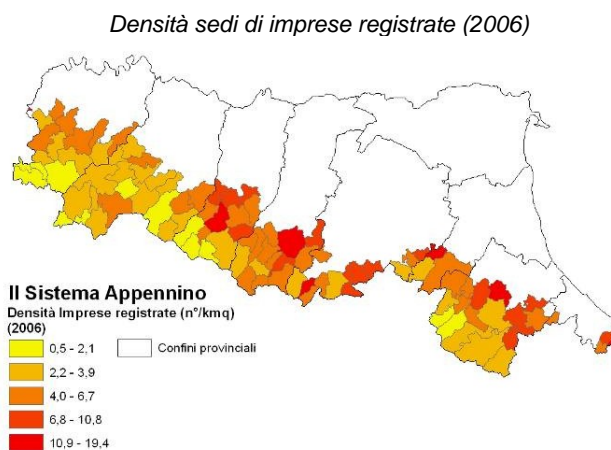 Densità sedi di imprese registrate (2006)
Il Sistema Appennino
Densità Imprese registrate (n°/kmq)
(2006)
0,5 - 2,1
Confini provinciali
2,2 - 3,9
4,0 - 6,7
6,8 - 10,8
10,9 - 19,4